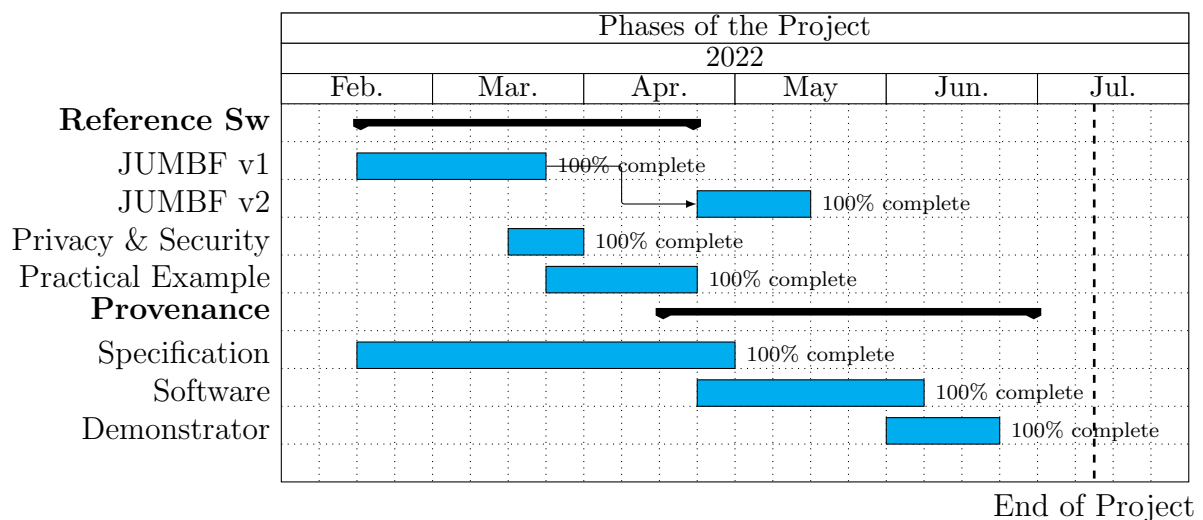 Phases of the Project
2022
Feb. Mar. Apr. May Jun. Jul.
Reference Sw
JUMBF v1 100% complete
JUMBF v2 100% complete
Privacy & Security 100% complete
Practical Example 100% complete
Provenance
Specification 100% complete
Software 100% complete
Demonstrator 100% complete
End of Project